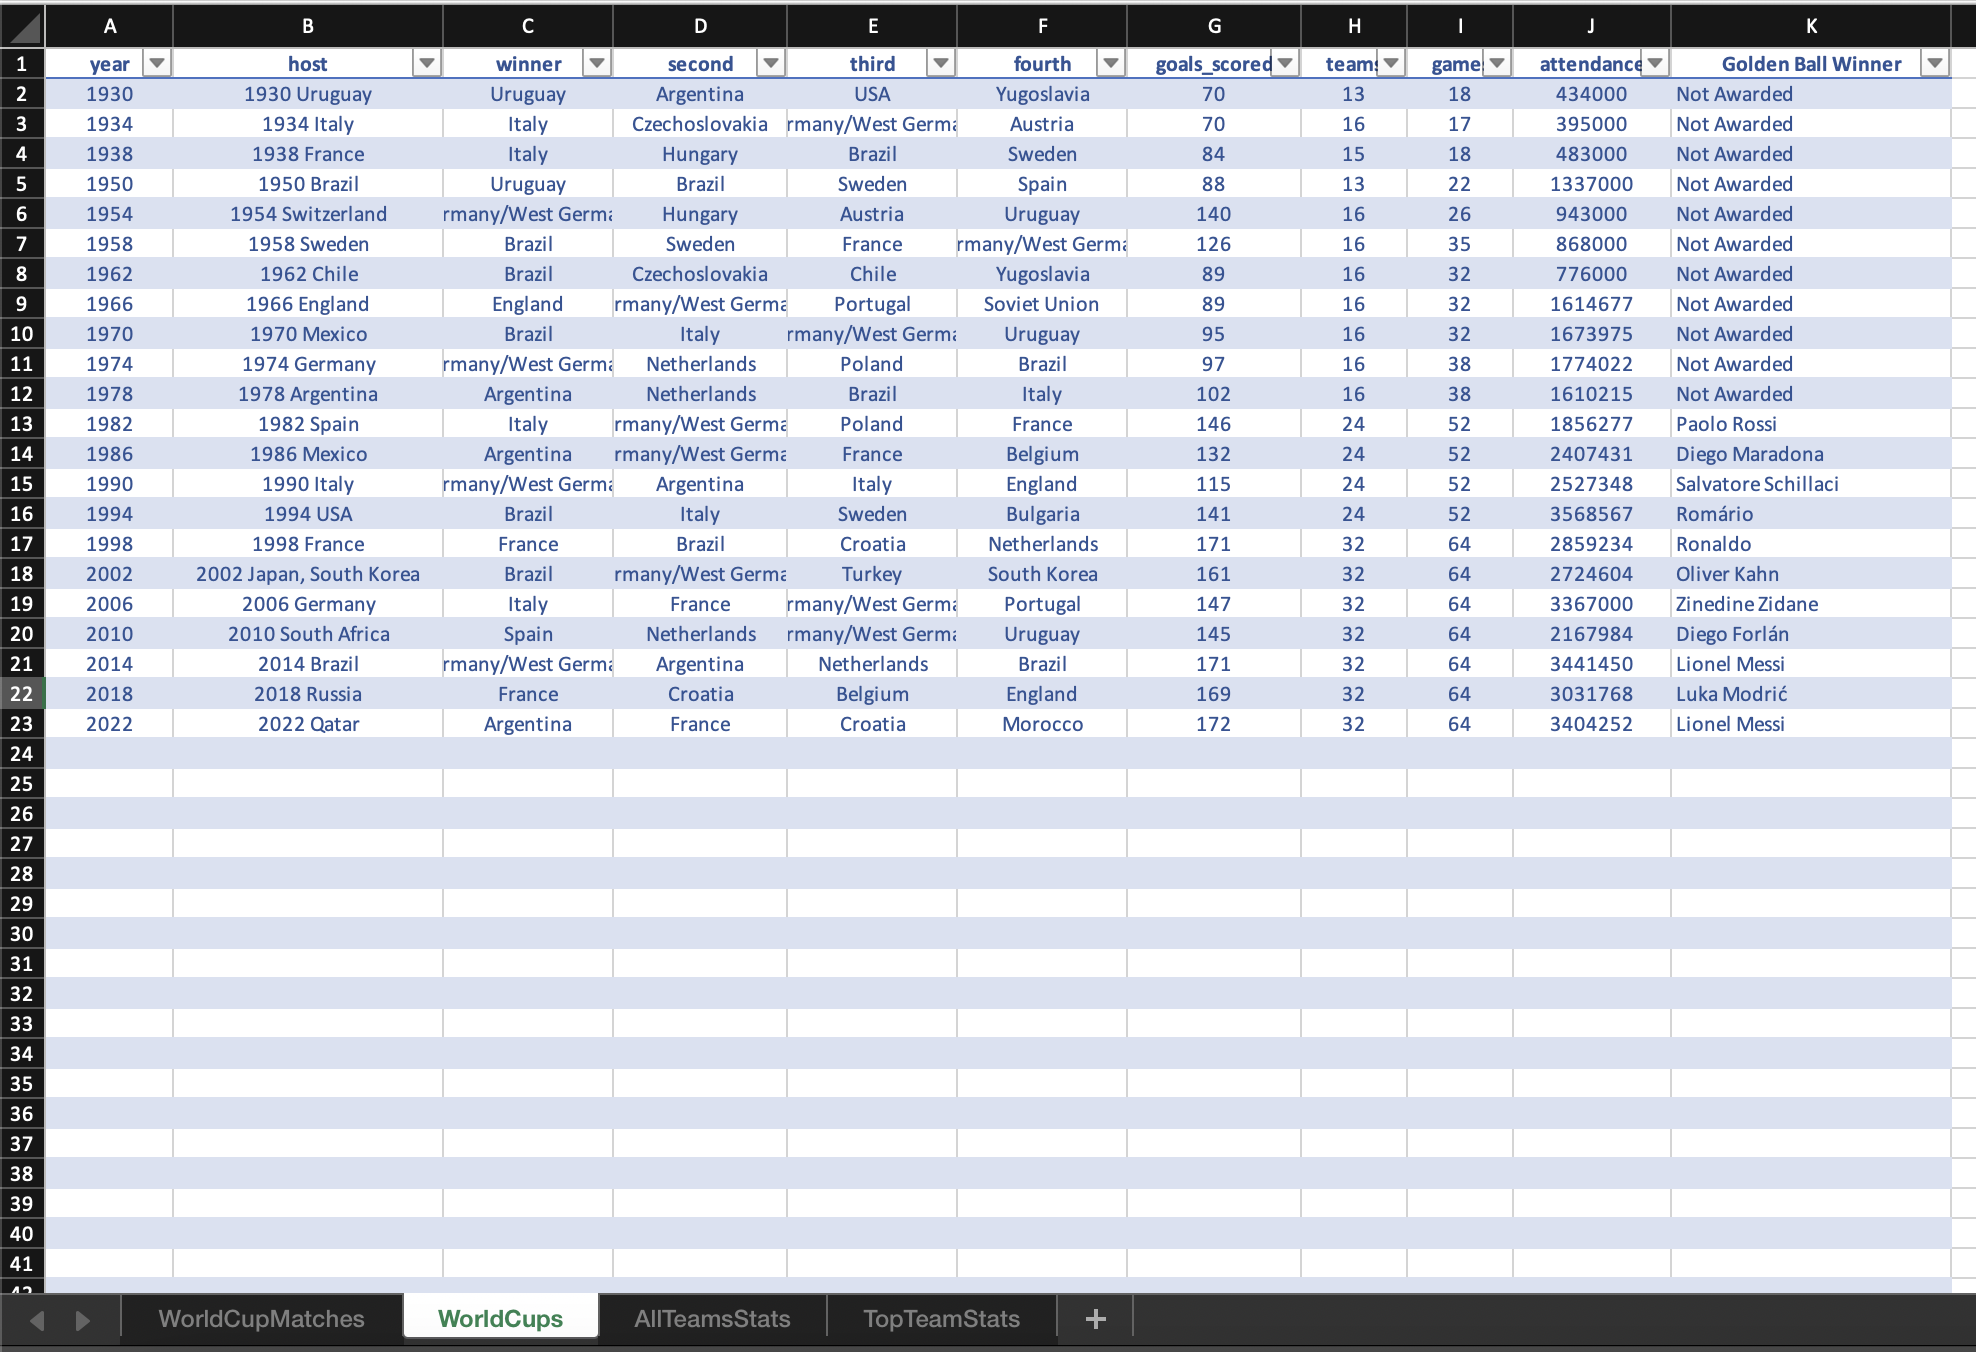 A B C D E F G H I J K
1 year host winner second third fourth goals_scored teams game attendance Golden Ball Winner
2 1930 1930 Uruguay Uruguay Argentina USA Yugoslavia 70 13 18 434000 Not Awarded
3 1934 1934 Italy Italy Czechoslovakia rmany/West Germa Austria 70 16 17 395000 Not Awarded
4 1938 1938 France Italy Hungary Brazil Sweden 84 15 18 483000 Not Awarded
5 1950 1950 Brazil Uruguay Brazil Sweden Spain 88 13 22 1337000 Not Awarded
6 1954 1954 Switzerland rmany/West Germa Hungary Austria Uruguay 140 16 26 943000 Not Awarded
7 1958 1958 Sweden Brazil Sweden France rmany/West Germa 126 16 35 868000 Not Awarded
8 1962 1962 Chile Brazil Czechoslovakia Chile Yugoslavia 89 16 32 776000 Not Awarded
9 1966 1966 England England rmany/West Germa Portugal Soviet Union 89 16 32 1614677 Not Awarded
10 1970 1970 Mexico Brazil Italy rmany/West Germa Uruguay 95 16 32 1673975 Not Awarded
11 1974 1974 Germany rmany/West Germa Netherlands Poland Brazil 97 16 38 1774022 Not Awarded
12 1978 1978 Argentina Argentina Netherlands Brazil Italy 102 16 38 1610215 Not Awarded
13 1982 1982 Spain Italy rmany/West Germa Poland France 146 24 52 1856277 Paolo Rossi
14 1986 1986 Mexico Argentina rmany/West Germa France Belgium 132 24 52 2407431 Diego Maradona
15 1990 1990 Italy rmany/West Germa Argentina Italy England 115 24 52 2527348 Salvatore Schillaci
16 1994 1994 USA Brazil Italy Sweden Bulgaria 141 24 52 3568567 Romário
17 1998 1998 France France Brazil Croatia Netherlands 171 32 64 2859234 Ronaldo
18 2002 2002 Japan, South Korea Brazil rmany/West Germa Turkey South Korea 161 32 64 2724604 Oliver Kahn
19 2006 2006 Germany Italy France rmany/West Germa Portugal 147 32 64 3367000 Zinedine Zidane
20 2010 2010 South Africa Spain Netherlands rmany/West Germa Uruguay 145 32 64 2167984 Diego Forlán
21 2014 2014 Brazil rmany/West Germa Argentina Netherlands Brazil 171 32 64 3441450 Lionel Messi
22 2018 2018 Russia France Croatia Belgium England 169 32 64 3031768 Luka Modrić
23 2022 2022 Qatar Argentina France Croatia Morocco 172 32 64 3404252 Lionel Messi
24
25
26
27
28
29
30
31
32
33
34
35
36
37
38
39
40
41
42
WorldCupMatches WorldCups AllTeamsStats TopTeamStats +